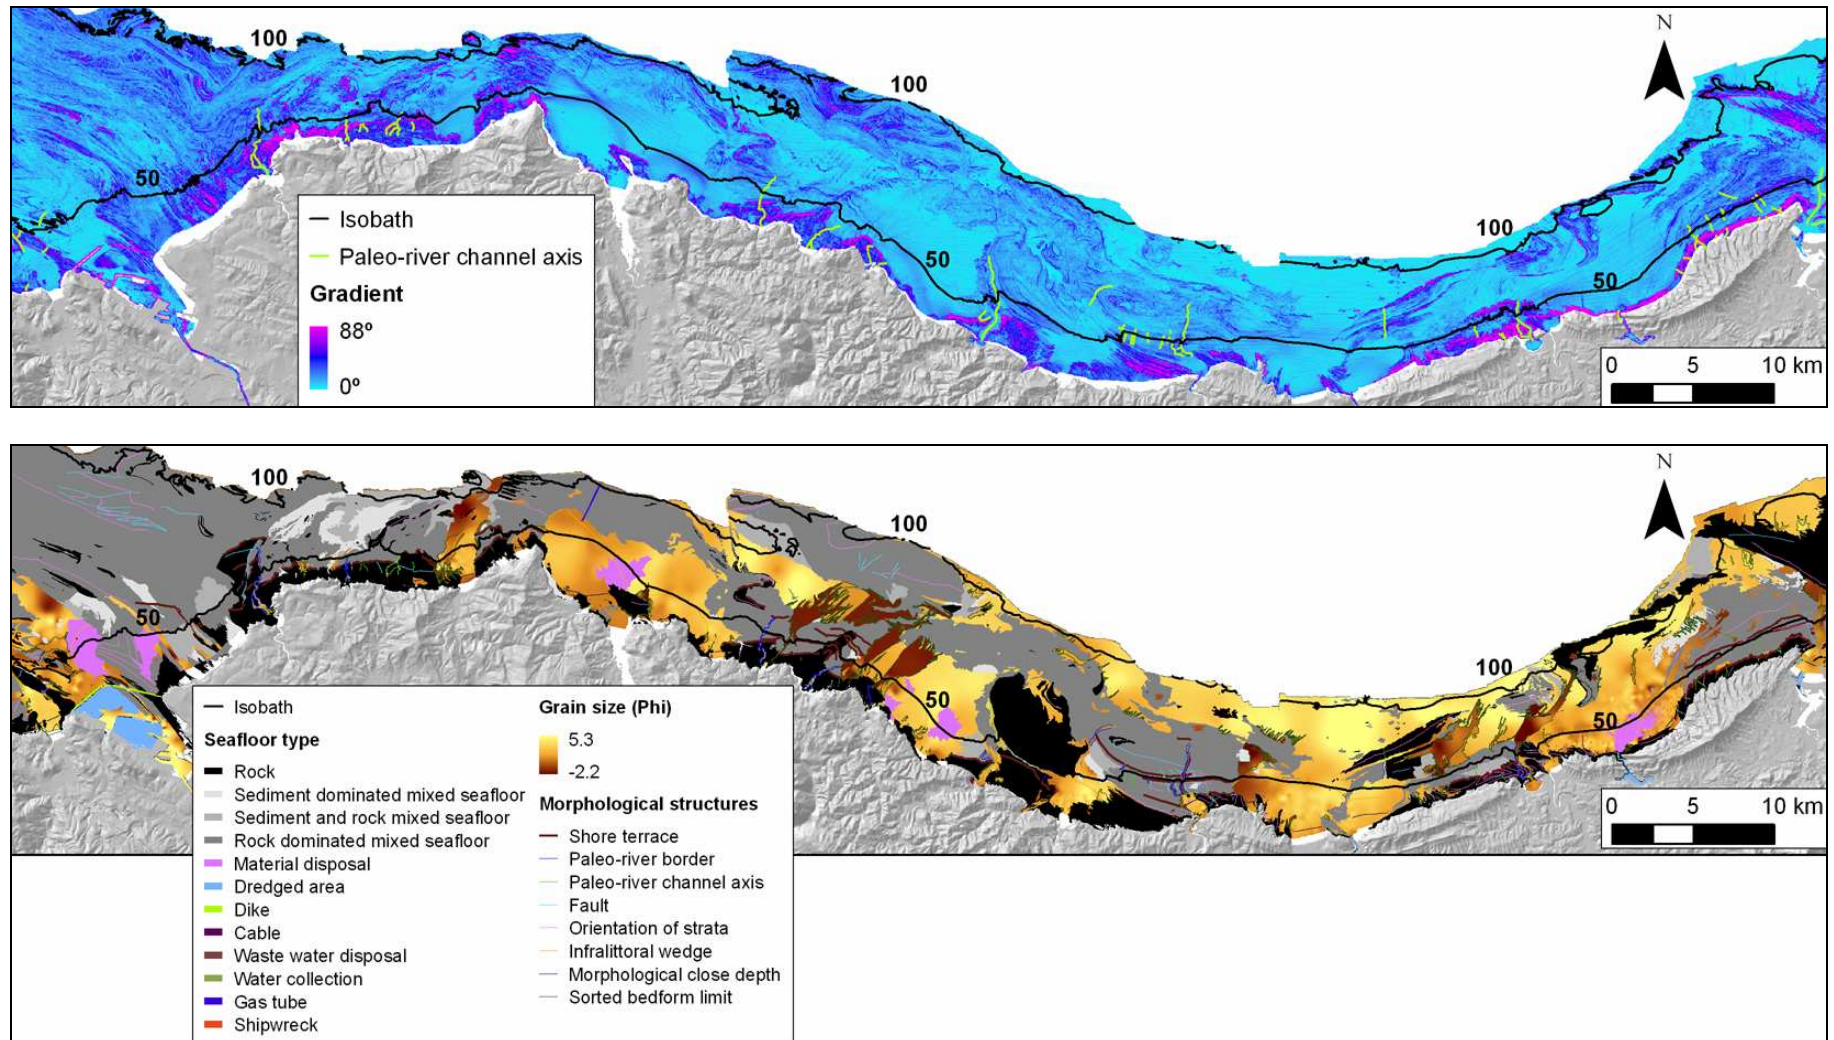 100
N
100
50
Isobath
Paleo-river channel axis
Gradient
88º
0º
50
100
50
0 5 10 km
100
N
100
50
50
100
50
Isobath
Seafloor type
Rock
Sediment dominated mixed seafloor
Sediment and rock mixed seafloor
Rock dominated mixed seafloor
Material disposal
Dredged area
Dike
Cable
Waste water disposal
Water collection
Gas tube
Shipwreck
Grain size (Phi)
5.3
-2.2
Morphological structures
Shore terrace
Paleo-river border
Paleo-river channel axis
Fault
Orientation of strata
Infralittoral wedge
Morphological close depth
Sorted bedform limit
0 5 10 km